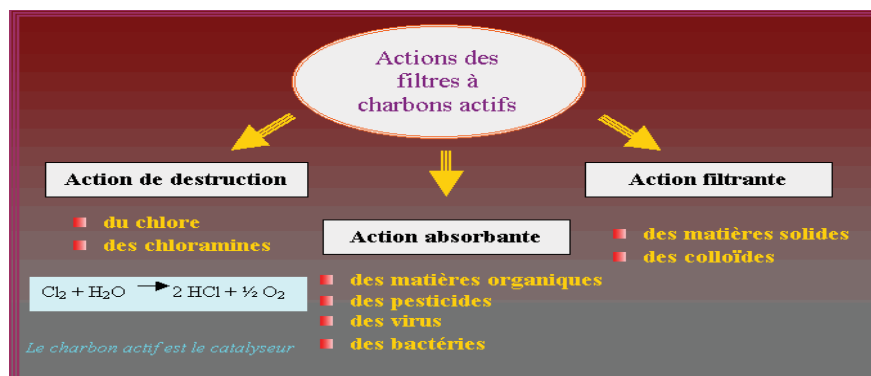 Actions des
filtres à
charbons actifs
Action de destruction
du chlore
des chloramines
Cl₂ + H₂O → 2 HCl + ½ O₂
Le charbon actif est le catalyseur
Action absorbante
des matières organiques
des pesticides
des virus
des bactéries
Action filtrante
des matières solides
des colloïdes